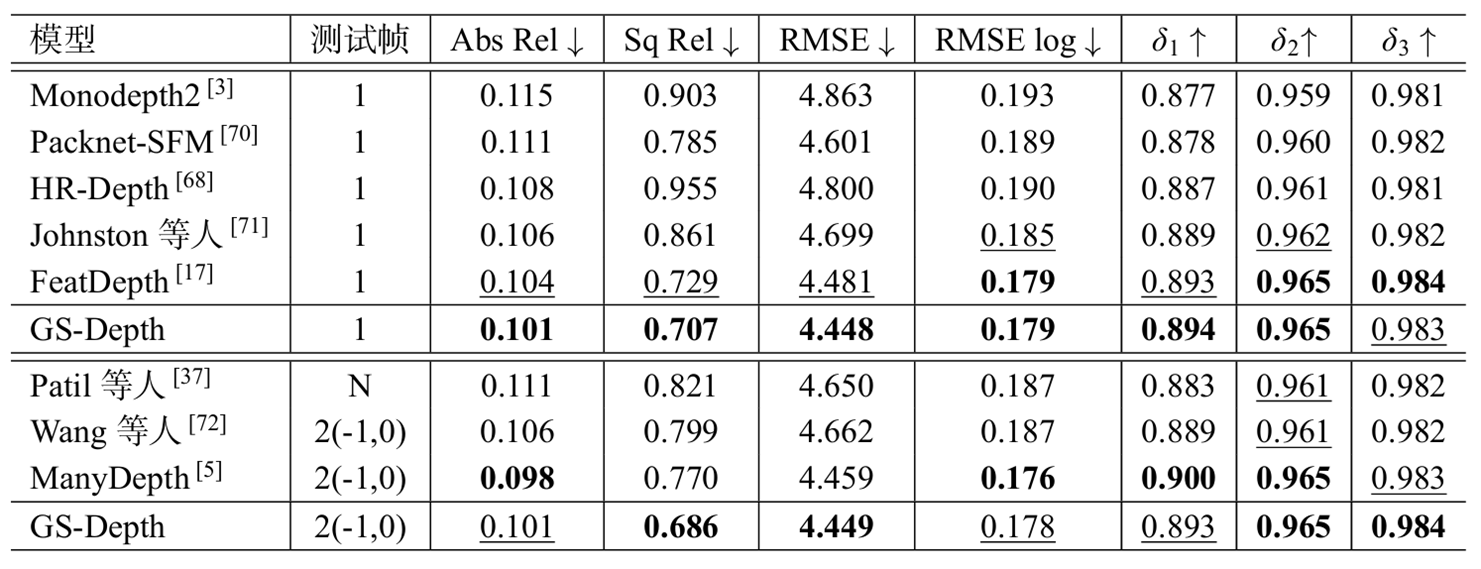 模型 测试帧 Abs Rel ↓ Sq Rel ↓ RMSE ↓ RMSE log ↓ δ1 ↑ δ2↑ δ3 ↑
Monodepth2 [3] 1 0.115 0.903 4.863 0.193 0.877 0.959 0.981
Packnet-SFM [70] 1 0.111 0.785 4.601 0.189 0.878 0.960 0.982
HR-Depth [68] 1 0.108 0.955 4.800 0.190 0.887 0.961 0.981
Johnston 等人 [71] 1 0.106 0.861 4.699 0.185 0.889 0.962 0.982
FeatDepth [17] 1 0.104 0.729 4.481 0.179 0.893 0.965 0.984
GS-Depth 1 0.101 0.707 4.448 0.179 0.894 0.965 0.983
Patil 等人 [37] N 0.111 0.821 4.650 0.187 0.883 0.961 0.982
Wang 等人 [72] 2(-1,0) 0.106 0.799 4.662 0.187 0.889 0.961 0.982
ManyDepth [5] 2(-1,0) 0.098 0.770 4.459 0.176 0.900 0.965 0.983
GS-Depth 2(-1,0) 0.101 0.686 4.449 0.178 0.893 0.965 0.984